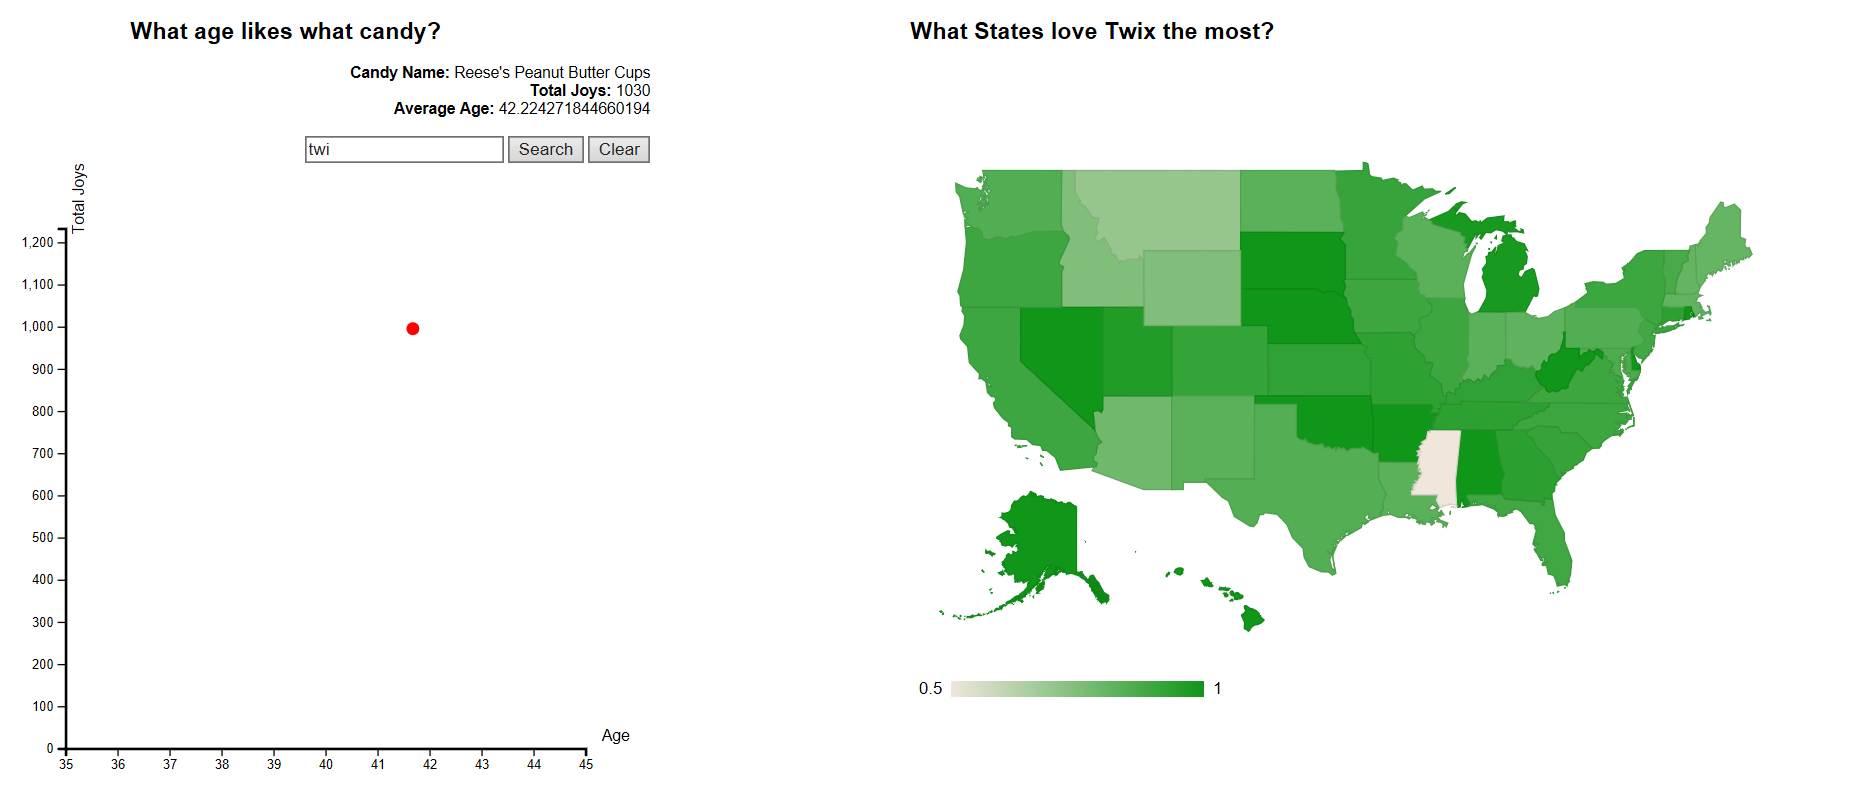 What age likes what candy?
Candy Name: Reese's Peanut Butter Cups
Total Joys: 1030
Average Age: 42.224271844660194
twi Search Clear
Total Joys
1,200
1,100
1,000
900
800
700
600
500
400
300
200
100
0
35 36 37 38 39 40 41 42 43 44 45
Age
What States love Twix the most?
0.5 1